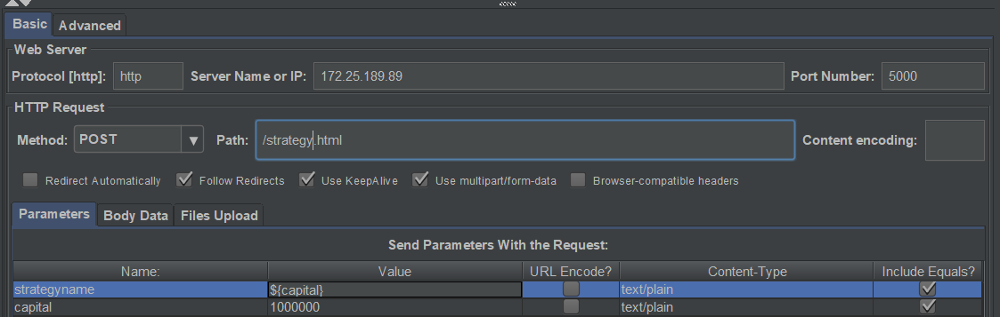 Basic Advanced
Web Server
Protocol [http]: http Server Name or IP: 172.25.189.89 Port Number: 5000
HTTP Request
Method: POST Path: /strategy.html Content encoding:
Redirect Automatically Follow Redirects Use KeepAlive Use multipart/form-data Browser-compatible headers
Parameters Body Data Files Upload
Send Parameters With the Request:
Name: Value URL Encode? Content-Type Include Equals?
strategyname ${capital} text/plain
capital 1000000 text/plain